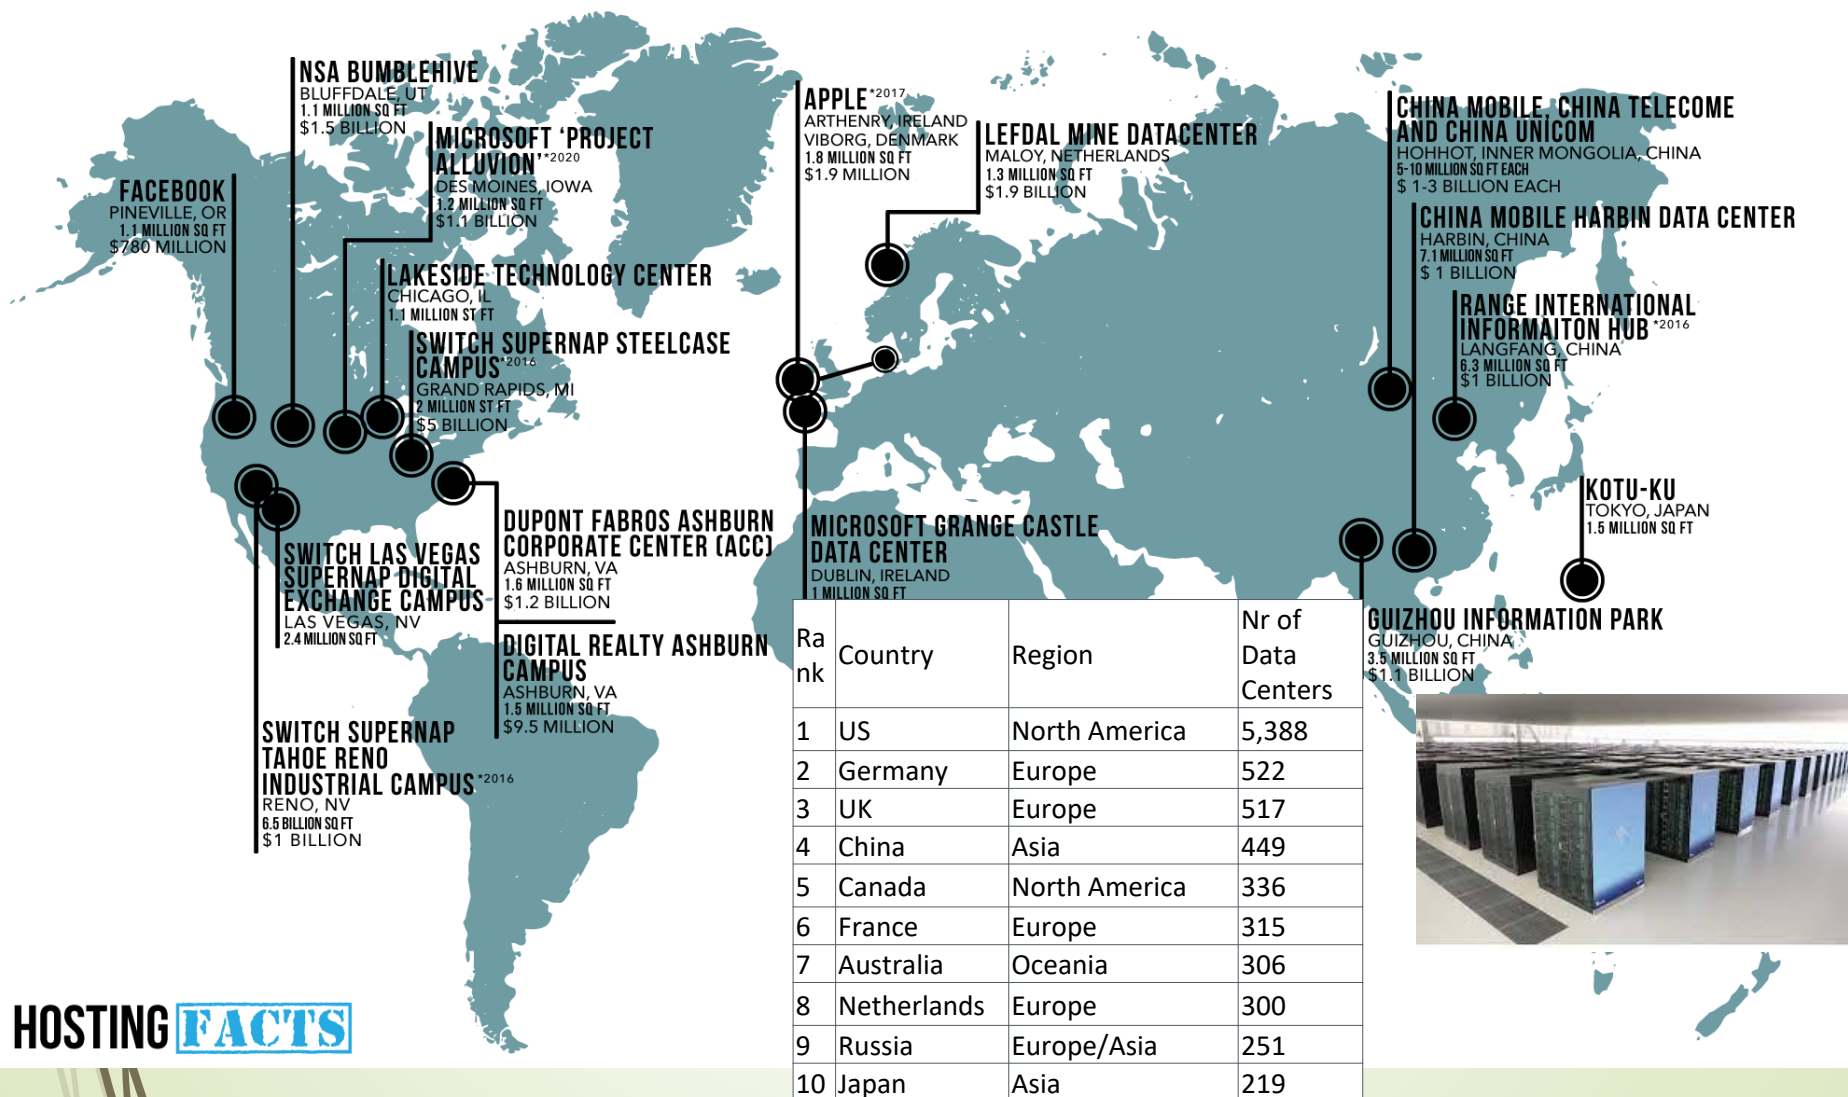 NSA BUMBLEHIVE
BLUFFDALE, UT
1.1 MILLION SQ FT
$1.5 BILLION
MICROSOFT ‘PROJECT
ALLUVION’*2020
DES MOINES, IOWA
1.2 MILLION SQ FT
$1.1 BILLION
FACEBOOK
PINEVILLE, OR
1.1 MILLION SQ FT
$780 MILLION
LAKESIDE TECHNOLOGY CENTER
CHICAGO, IL
1.1 MILLION ST FT
SWITCH SUPERNAP STEELCASE
CAMPUS*2016
GRAND RAPIDS, MI
2 MILLION ST FT
$5 BILLION
APPLE*2017
ARTHENRY, IRELAND
VIBORG, DENMARK
1.8 MILLION SQ FT
$1.9 MILLION
LEFDAL MINE DATACENTER
MALOY, NETHERLANDS
1.3 MILLION SQ FT
$1.9 BILLION
CHINA MOBILE, CHINA TELECOME
AND CHINA UNICOM
HOHHOT, INNER MONGOLIA, CHINA
5-10 MILLION SQ FT EACH
$ 1-3 BILLION EACH
CHINA MOBILE HARBIN DATA CENTER
HARBIN, CHINA
7.1 MILLION SQ FT
$ 1 BILLION
RANGE INTERNATIONAL
INFORMAITON HUB *2016
LANGFANG, CHINA
6.3 MILLION SQ FT
$1 BILLION
KOTU-KU
TOKYO, JAPAN
1.5 MILLION SQ FT
SWITCH LAS VEGAS
SUPERNAP DIGITAL
EXCHANGE CAMPUS
LAS VEGAS, NV
2.4 MILLION SQ FT
DUPONT FABROS ASHBURN
CORPORATE CENTER (ACC)
ASHBURN, VA
1.6 MILLION SQ FT
$1.2 BILLION
DIGITAL REALTY ASHBURN
CAMPUS
ASHBURN, VA
1.5 MILLION SQ FT
$9.5 MILLION
SWITCH SUPERNAP
TAHOE RENO
INDUSTRIAL CAMPUS*2016
RENO, NV
6.5 BILLION SQ FT
$1 BILLION
MICROSOFT GRANGE CASTLE
DATA CENTER
DUBLIN, IRELAND
1 MILLION SQ FT
GUIZHOU INFORMATION PARK
GUIZHOU, CHINA
3.5 MILLION SQ FT
$1.1 BILLION
Rank Country Region Nr of Data Centers
1 US North America 5,388
2 Germany Europe 522
3 UK Europe 517
4 China Asia 449
5 Canada North America 336
6 France Europe 315
7 Australia Oceania 306
8 Netherlands Europe 300
9 Russia Europe/Asia 251
10 Japan Asia 219
HOSTING FACTS